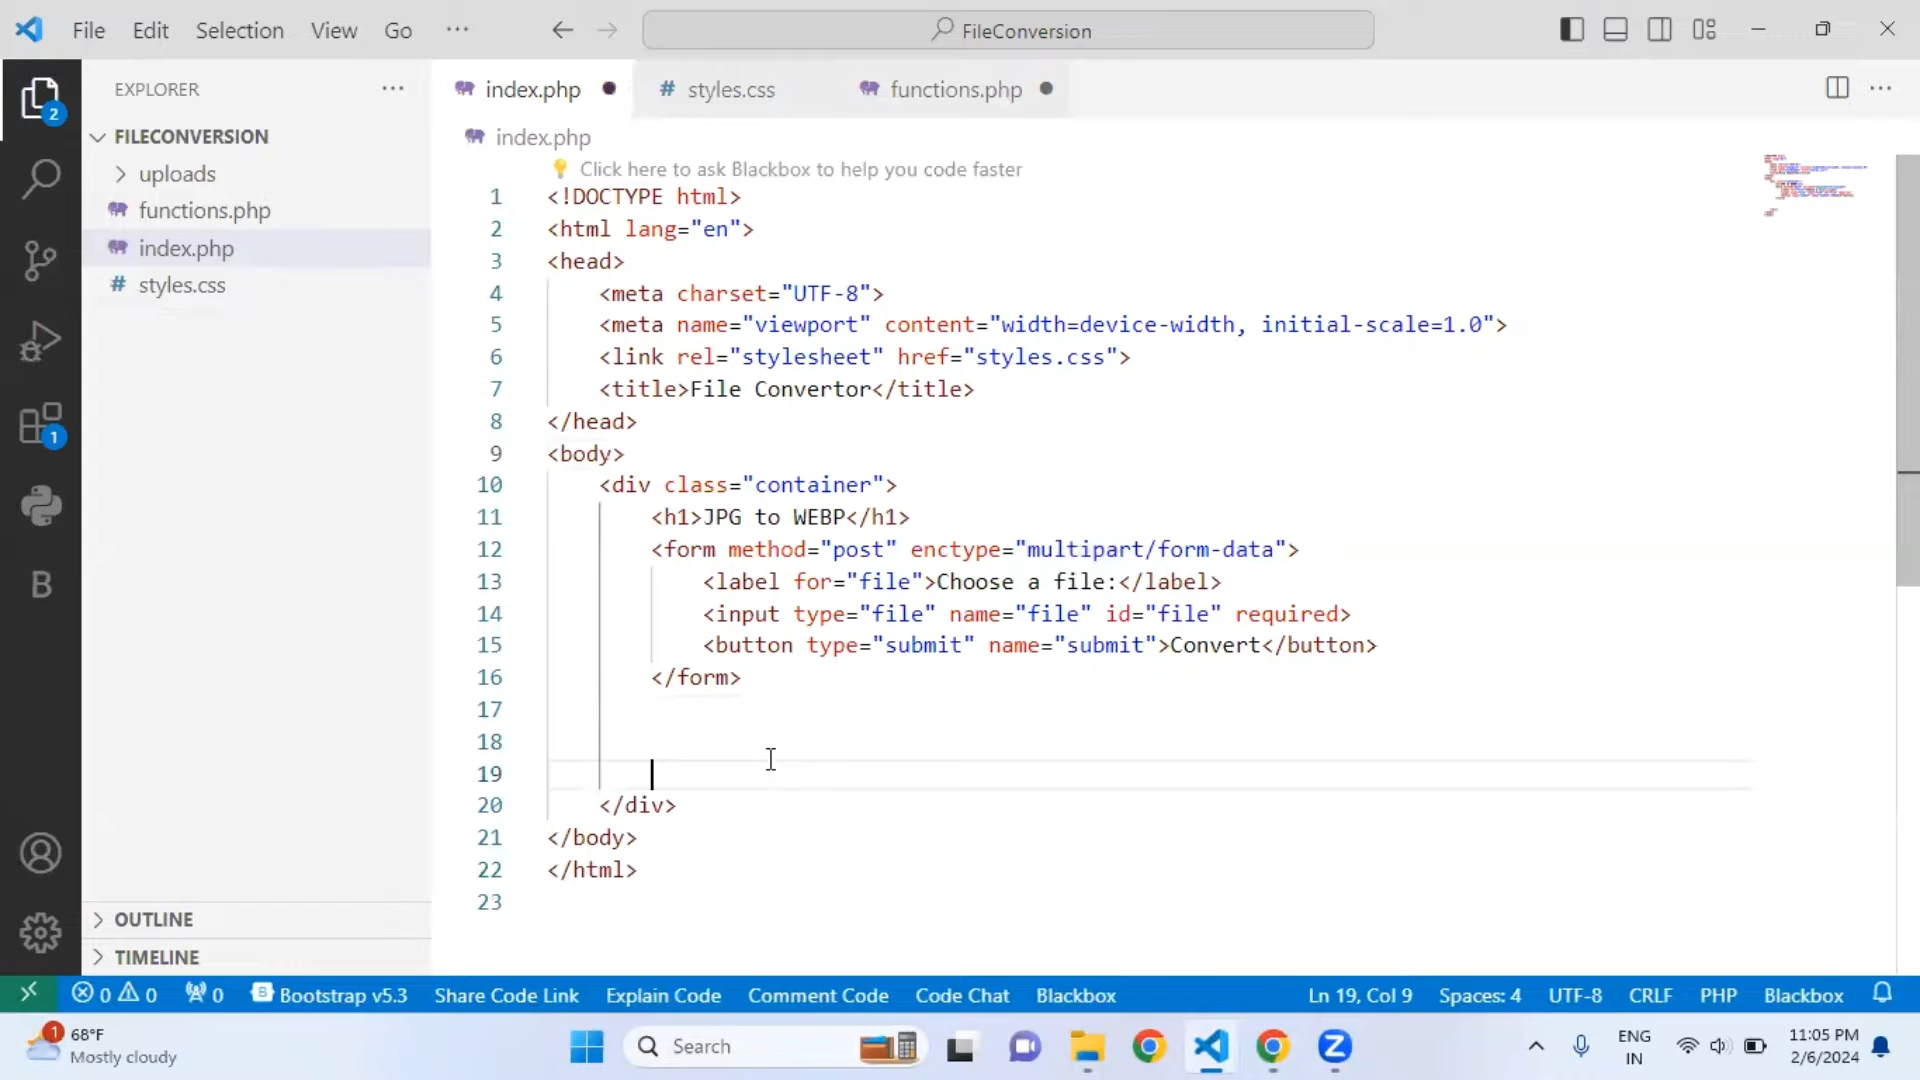 File Edit Selection View Go ··· FileConversion
EXPLORER ···
2
FILECONVERSION
uploads
functions.php
index.php
# styles.css
1
B
OUTLINE
TIMELINE
index.php # styles.css functions.php ···
index.php
Click here to ask Blackbox to help you code faster
1 <!DOCTYPE html>
2 <html lang="en">
3 <head>
4 <meta charset="UTF-8">
5 <meta name="viewport" content="width=device-width, initial-scale=1.0">
6 <link rel="stylesheet" href="styles.css">
7 <title>File Convertor</title>
8 </head>
9 <body>
10 <div class="container">
11 <h1>JPG to WEBP</h1>
12 <form method="post" enctype="multipart/form-data">
13 <label for="file">Choose a file:</label>
14 <input type="file" name="file" id="file" required>
15 <button type="submit" name="submit">Convert</button>
16 </form>
17
18
19
20 </div>
21 </body>
22 </html>
23
0 0 0 B Bootstrap v5.3 Share Code Link Explain Code Comment Code Code Chat Blackbox Ln 19, Col 9 Spaces: 4 UTF-8 CRLF PHP Blackbox
1 68°F
Mostly cloudy
Search
Z
ENG
IN
11:05 PM
2/6/2024